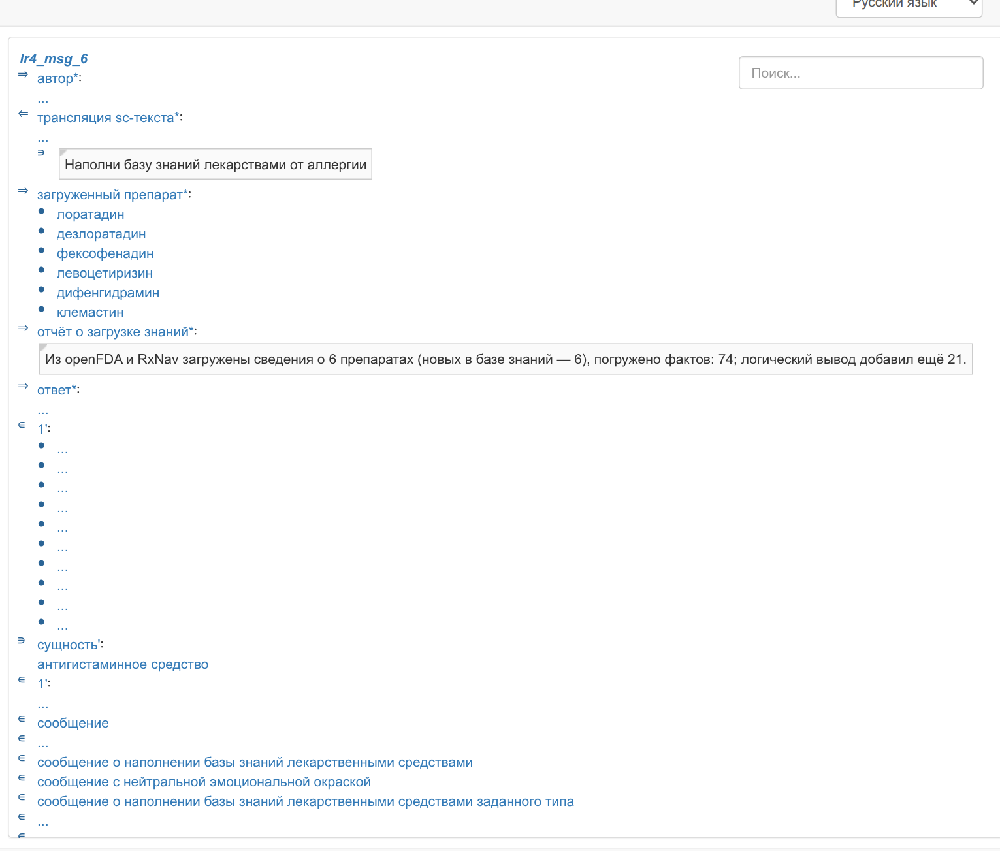 Русский язык
lr4_msg_6
Поиск...
⇒ автор*:
...
⇐ трансляция sc-текста*:
...
∋ Наполни базу знаний лекарствами от аллергии
⇒ загруженный препарат*:
• лоратадин
• дезлоратадин
• фексофенадин
• левоцетиризин
• дифенгидрамин
• клемастин
⇒ отчёт о загрузке знаний*:
Из openFDA и RxNav загружены сведения о 6 препаратах (новых в базе знаний — 6), погружено фактов: 74; логический вывод добавил ещё 21.
⇒ ответ*:
...
∈ 1':
• ...
• ...
• ...
• ...
• ...
• ...
• ...
• ...
• ...
• ...
∋ сущность':
антигистаминное средство
∈ 1':
...
∈ сообщение
∈ ...
∈ сообщение о наполнении базы знаний лекарственными средствами
∈ сообщение с нейтральной эмоциональной окраской
∈ сообщение о наполнении базы знаний лекарственными средствами заданного типа
∈ ...
∈